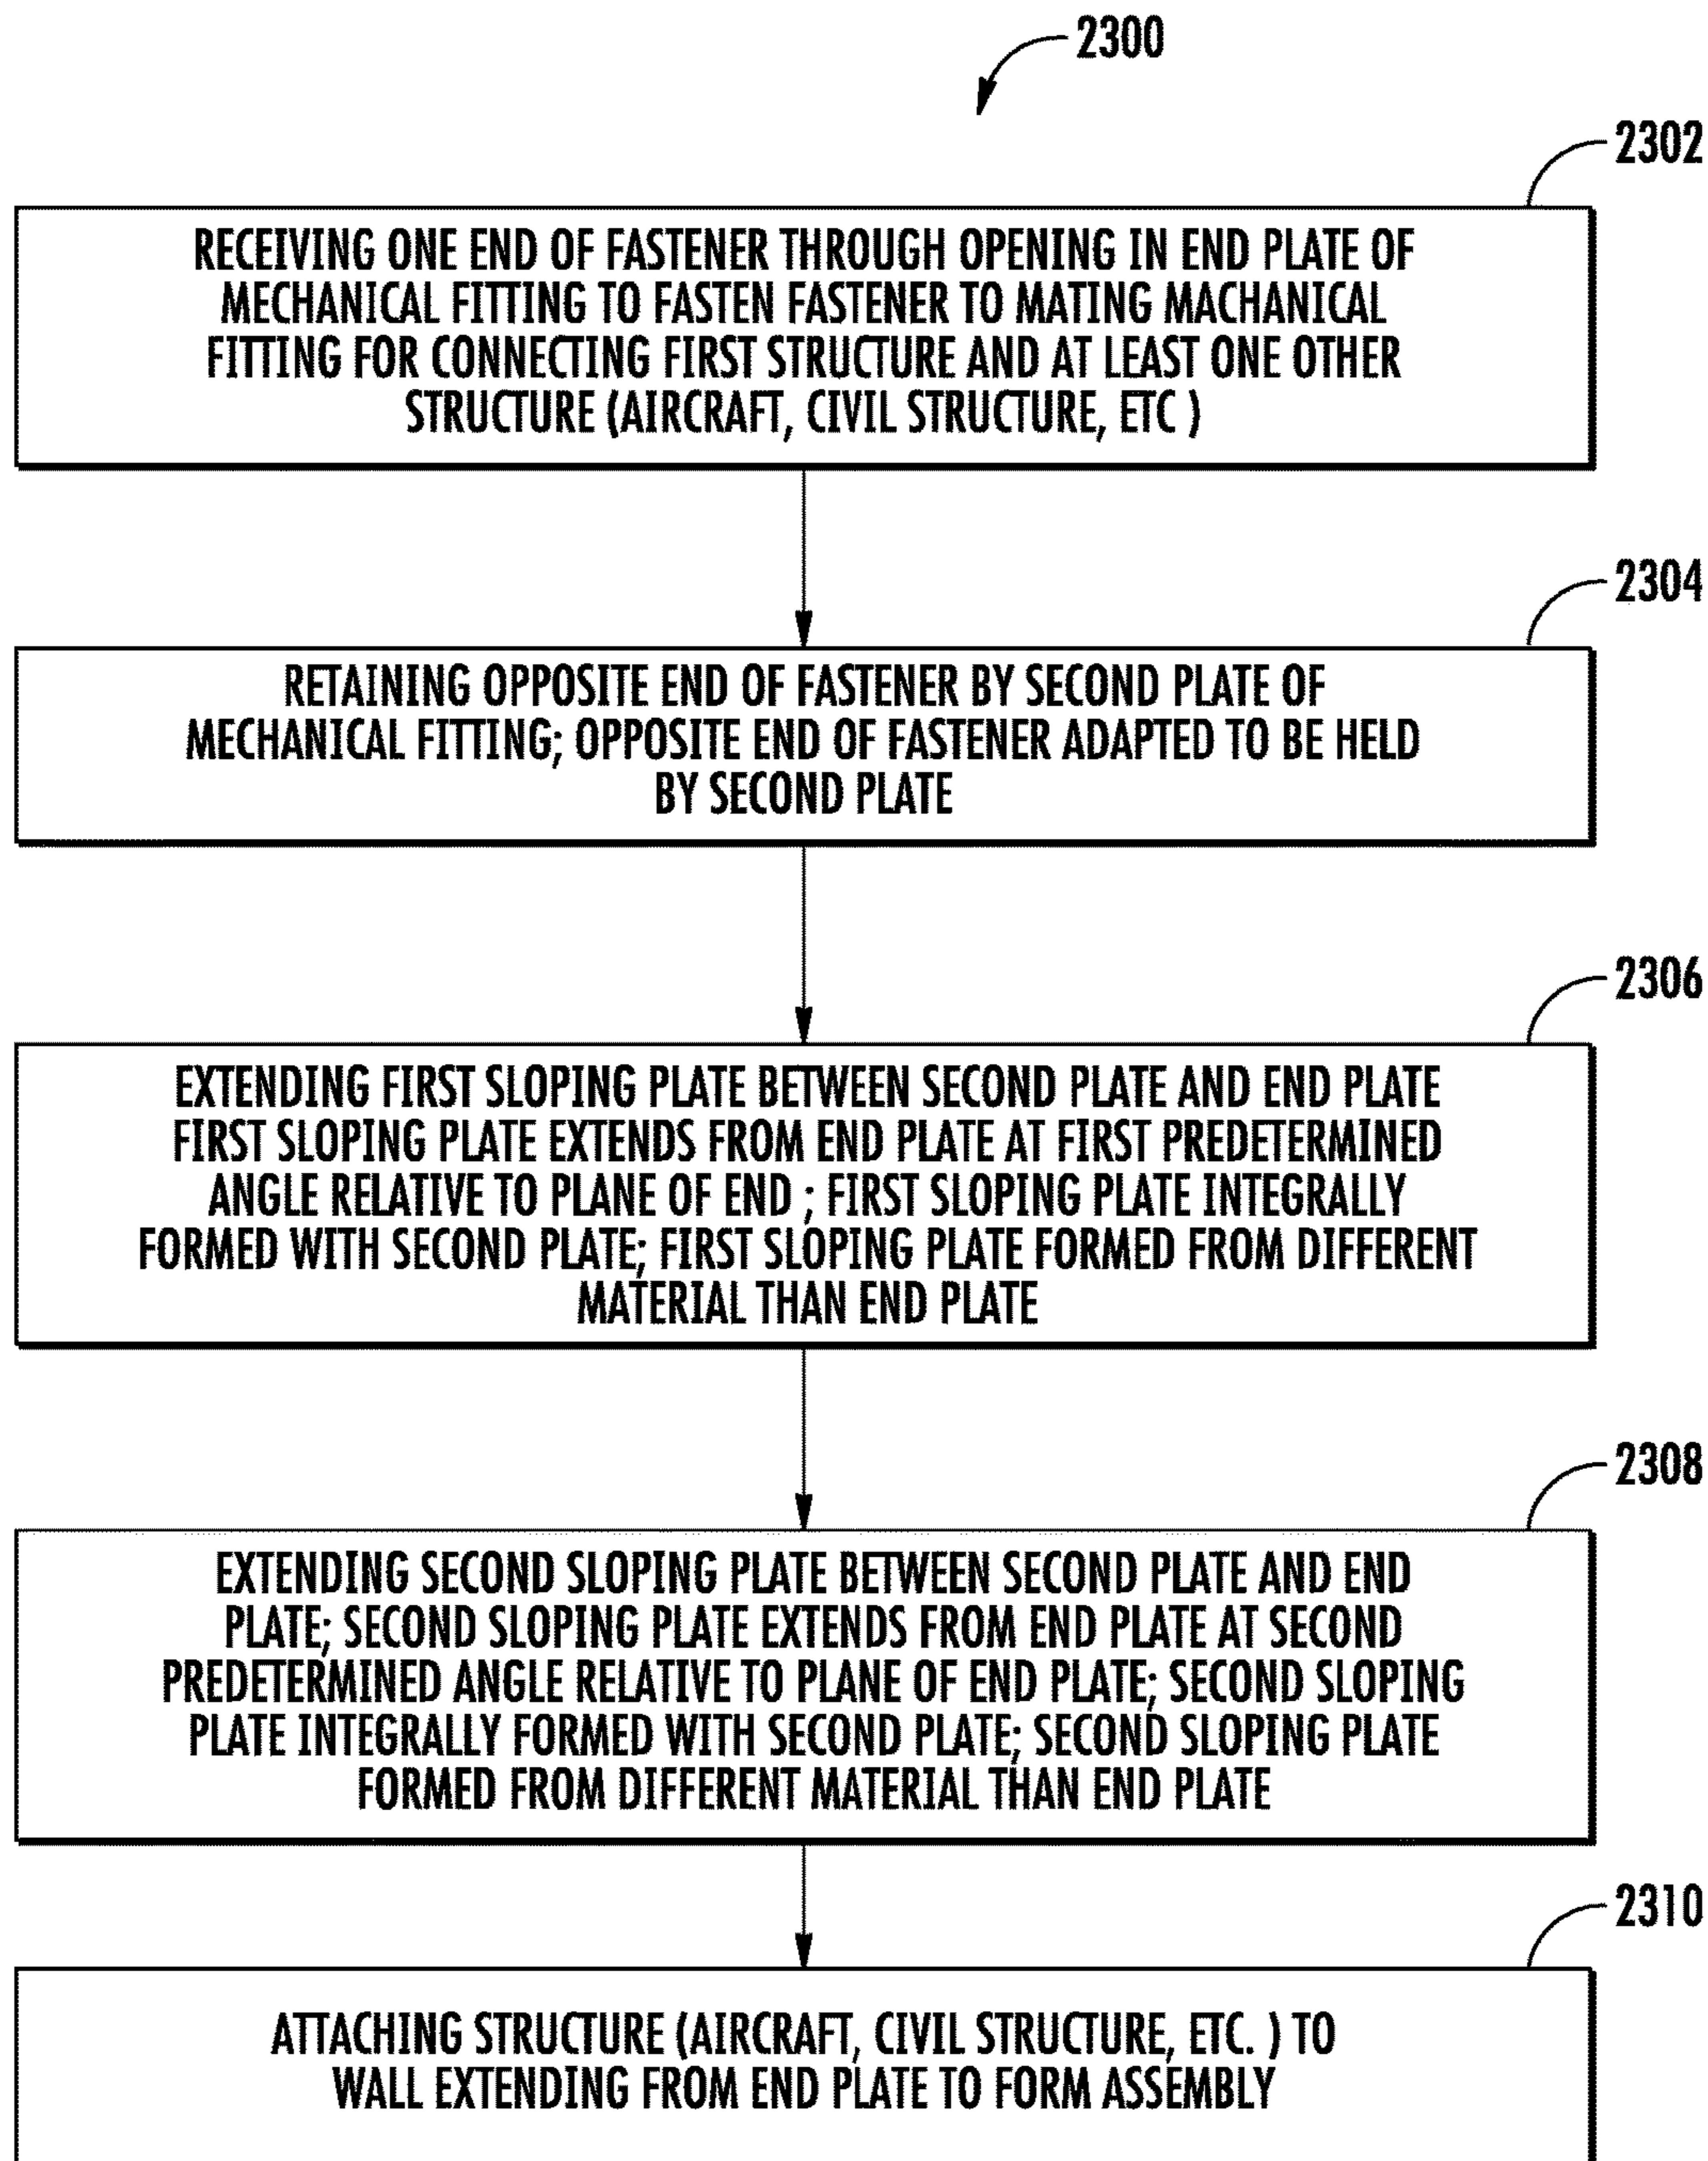 2300
2302
RECEIVING ONE END OF FASTENER THROUGH OPENING IN END PLATE OF
MECHANICAL FITTING TO FASTEN FASTENER TO MATING MACHANICAL
FITTING FOR CONNECTING FIRST STRUCTURE AND AT LEAST ONE OTHER
STRUCTURE (AIRCRAFT, CIVIL STRUCTURE, ETC )
2304
RETAINING OPPOSITE END OF FASTENER BY SECOND PLATE OF
MECHANICAL FITTING; OPPOSITE END OF FASTENER ADAPTED TO BE HELD
BY SECOND PLATE
2306
EXTENDING FIRST SLOPING PLATE BETWEEN SECOND PLATE AND END PLATE
FIRST SLOPING PLATE EXTENDS FROM END PLATE AT FIRST PREDETERMINED
ANGLE RELATIVE TO PLANE OF END ; FIRST SLOPING PLATE INTEGRALLY
FORMED WITH SECOND PLATE; FIRST SLOPING PLATE FORMED FROM DIFFERENT
MATERIAL THAN END PLATE
2308
EXTENDING SECOND SLOPING PLATE BETWEEN SECOND PLATE AND END
PLATE; SECOND SLOPING PLATE EXTENDS FROM END PLATE AT SECOND
PREDETERMINED ANGLE RELATIVE TO PLANE OF END PLATE; SECOND SLOPING
PLATE INTEGRALLY FORMED WITH SECOND PLATE; SECOND SLOPING PLATE
FORMED FROM DIFFERENT MATERIAL THAN END PLATE
2310
ATTACHING STRUCTURE (AIRCRAFT, CIVIL STRUCTURE, ETC. ) TO
WALL EXTENDING FROM END PLATE TO FORM ASSEMBLY